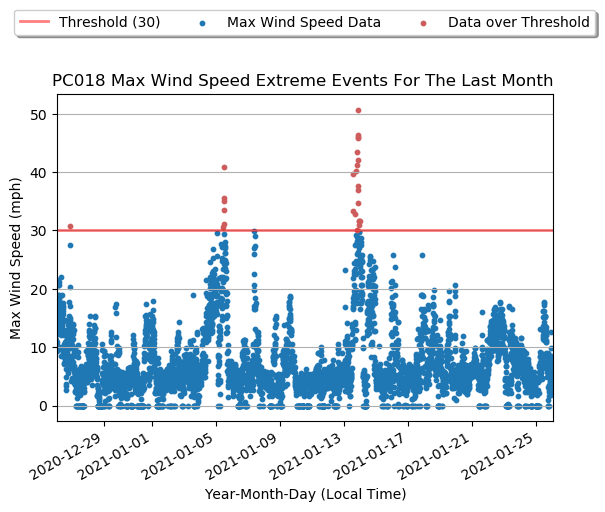 Threshold (30) Max Wind Speed Data Data over Threshold
PC018 Max Wind Speed Extreme Events For The Last Month
Max Wind Speed (mph)
50
40
30
20
10
0
2020-12-29 2021-01-01 2021-01-05 2021-01-09 2021-01-13 2021-01-17 2021-01-21 2021-01-25
Year-Month-Day (Local Time)